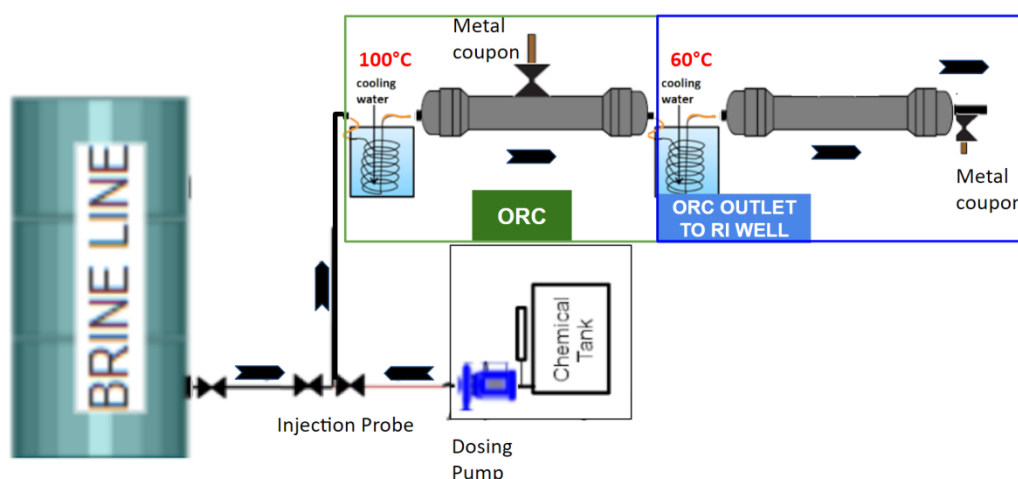 Metal
coupon
100°C
cooling
water
60°C
cooling
water
Metal
coupon
ORC
ORC OUTLET
TO RI WELL
BRINE LINE
Chemical
Tank
Injection Probe
Dosing
Pump